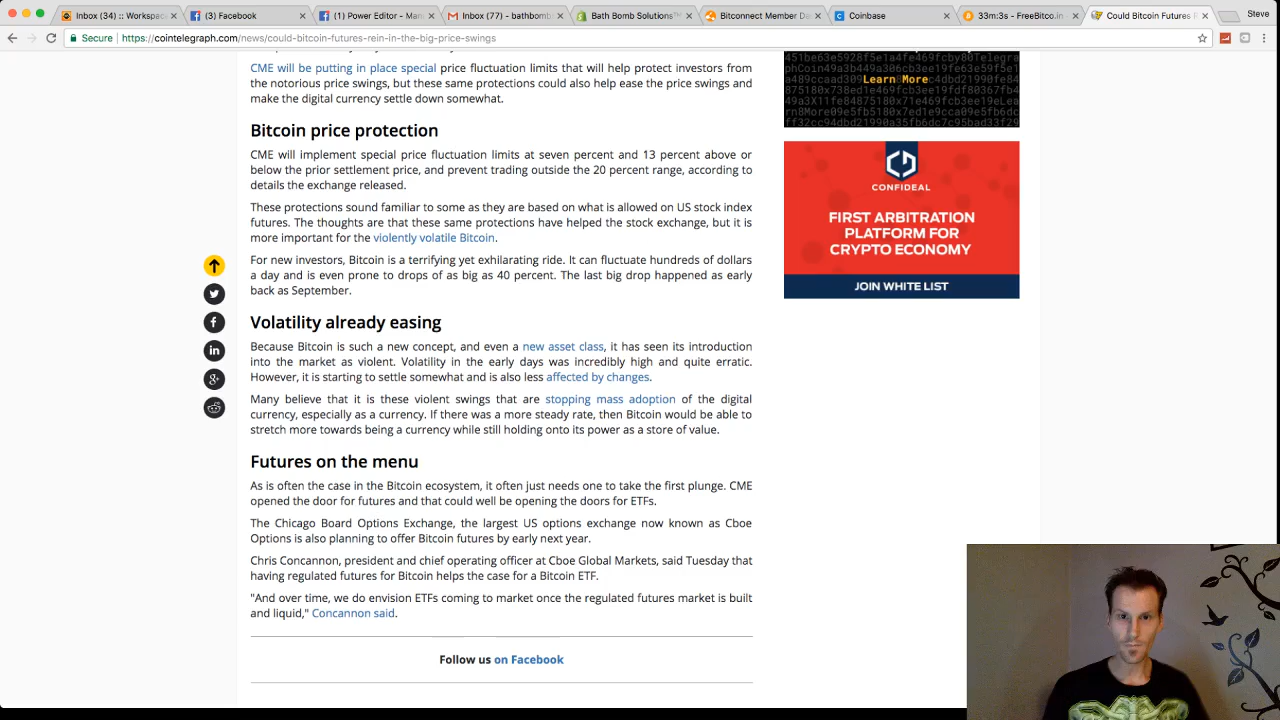 Inbox (34) - Workspac
(1) Facebook
(1) Power Editor - Man
Inbox (77) - bathbomb
Bath Bomb Solutions™
Bitconnect Member Da
Coinbase
33m:3s - FreeBitco.in
Could Bitcoin Futures R
Steve
Secure
https://cointelegraph.com/news/could-bitcoin-futures-rein-in-the-big-price-swings
CME will be putting in place special price fluctuation limits that will help protect investors from
the notorious price swings, but these same protections could also help ease the price swings and
make the digital currency settle down somewhat.
Bitcoin price protection
CME will implement special price fluctuation limits at seven percent and 13 percent above or
below the prior settlement price, and prevent trading outside the 20 percent range, according to
details the exchange released.
These protections sound familiar to some as they are based on what is allowed on US stock index
futures. The thoughts are that these same protections have helped the stock exchange, but it is
more important for the violently volatile Bitcoin.
For new investors, Bitcoin is a terrifying yet exhilarating ride. It can fluctuate hundreds of dollars
a day and is even prone to drops of as big as 40 percent. The last big drop happened as early
back as September.
Volatility already easing
Because Bitcoin is such a new concept, and even a new asset class, it has seen its introduction
into the market as violent. Volatility in the early days was incredibly high and quite erratic.
However, it is starting to settle somewhat and is also less affected by changes.
Many believe that it is these violent swings that are stopping mass adoption of the digital
currency, especially as a currency. If there was a more steady rate, then Bitcoin would be able to
stretch more towards being a currency while still holding onto its power as a store of value.
Futures on the menu
As is often the case in the Bitcoin ecosystem, it often just needs one to take the first plunge. CME
opened the door for futures and that could well be opening the doors for ETFs.
The Chicago Board Options Exchange, the largest US options exchange now known as Cboe
Options is also planning to offer Bitcoin futures by early next year.
Chris Concannon, president and chief operating officer at Cboe Global Markets, said Tuesday that
having regulated futures for Bitcoin helps the case for a Bitcoin ETF.
"And over time, we do envision ETFs coming to market once the regulated futures market is built
and liquid," Concannon said.
Follow us on Facebook
Learn More
CONFIDEAL
FIRST ARBITRATION
PLATFORM FOR
CRYPTO ECONOMY
JOIN WHITE LIST